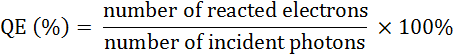 QE (%) = number of reacted electrons / number of incident photons × 100%